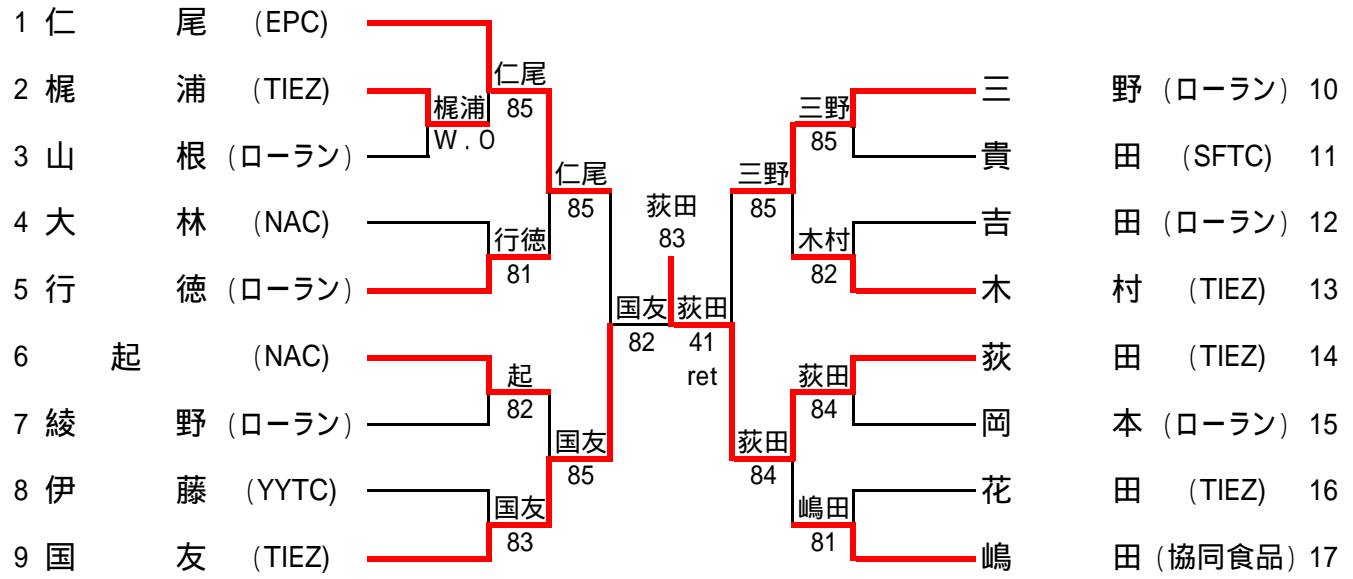 1 仁 尾 (EPC)
2 梶 浦 (TIEZ)
3 山 根 (ローラン)
4 大 林 (NAC)
5 行 徳 (ローラン)
6 起 (NAC)
7 綾 野 (ローラン)
8 伊 藤 (YYTC)
9 国 友 (TIEZ)
梶浦
W.O
仁尾
85
行徳
81
起
82
国友
83
仁尾
85
国友
85
国友
82
荻田
83
荻田
41
ret
三野
85
荻田
84
三野
85
木村
82
荻田
84
嶋田
81
三 野 (ローラン) 10
貴 田 (SFTC) 11
吉 田 (ローラン) 12
木 村 (TIEZ) 13
荻 田 (TIEZ) 14
岡 本 (ローラン) 15
花 田 (TIEZ) 16
嶋 田 (協同食品) 17